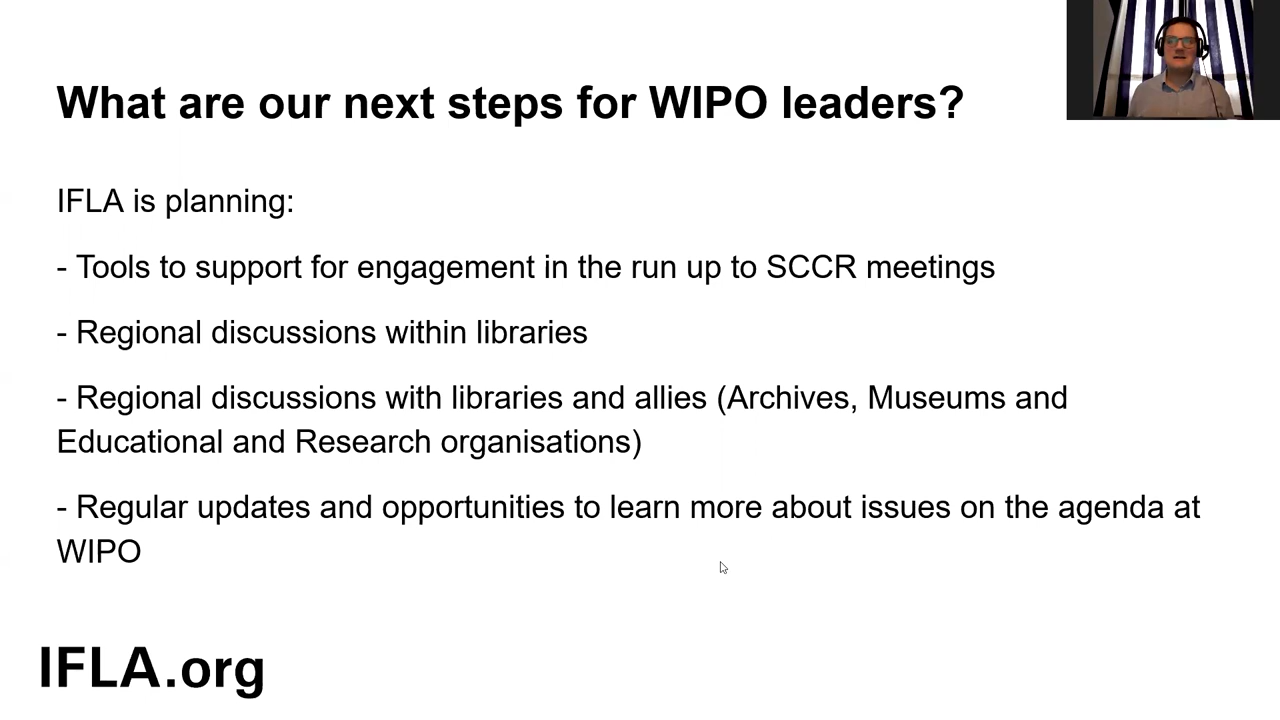 What are our next steps for WIPO leaders?
IFLA is planning:
- Tools to support for engagement in the run up to SCCR meetings
- Regional discussions within libraries
- Regional discussions with libraries and allies (Archives, Museums and
Educational and Research organisations)
- Regular updates and opportunities to learn more about issues on the agenda at
WIPO
IFLA.org